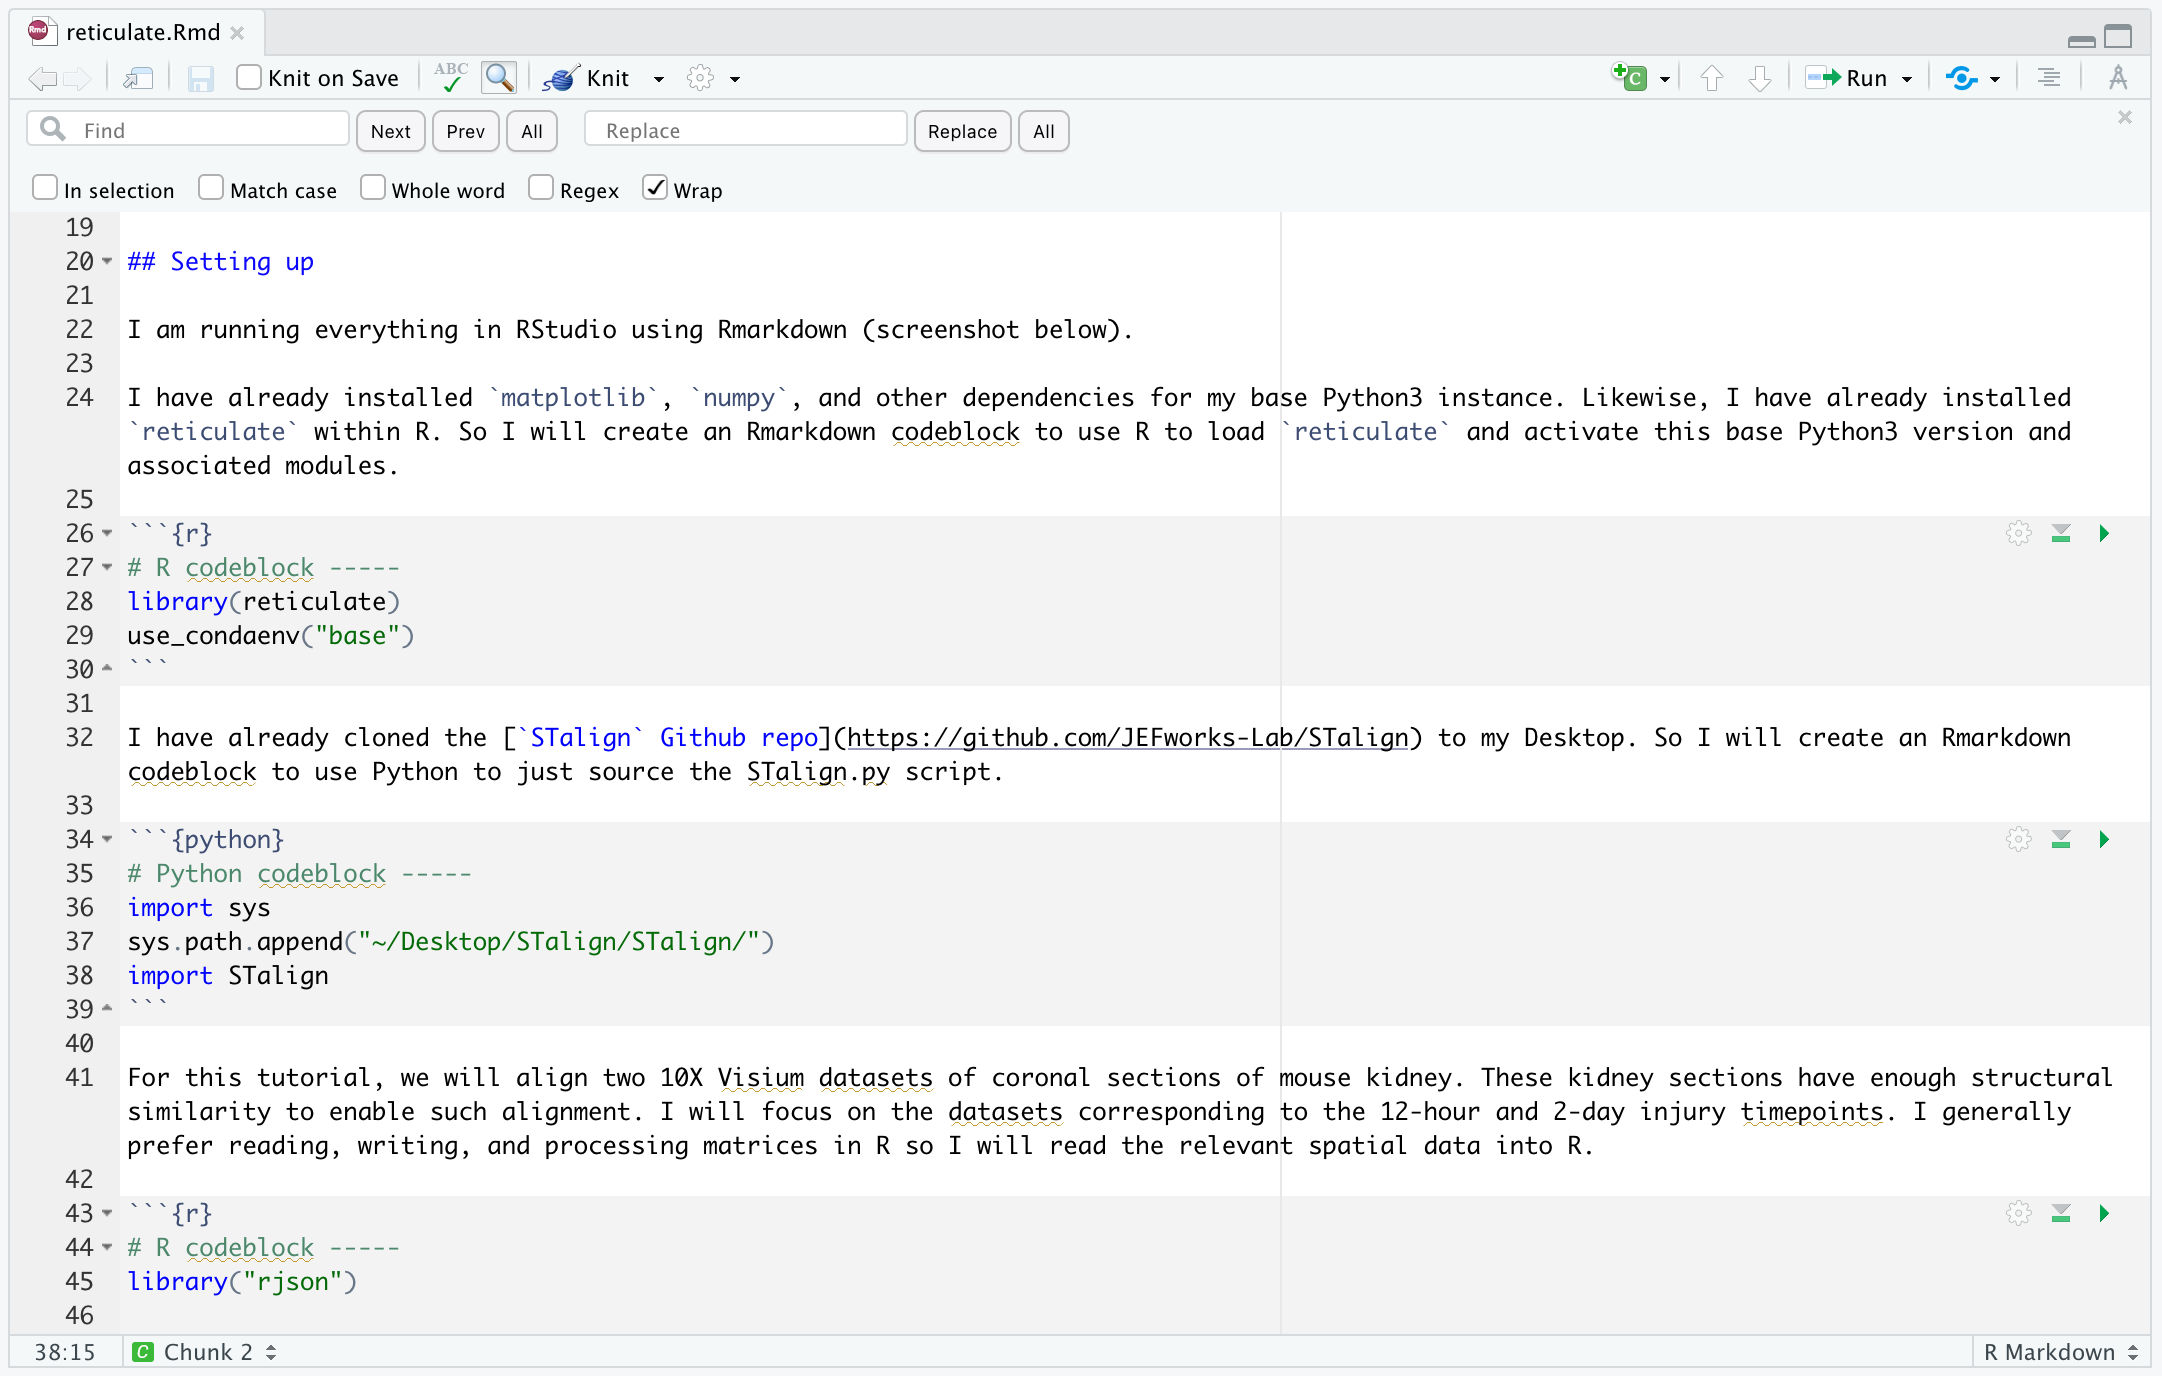 reticulate.Rmd
Knit on Save
ABC
Knit
Run
Find
Next
Prev
All
Replace
Replace
All
In selection
Match case
Whole word
Regex
Wrap
19
20 ## Setting up
21
22 I am running everything in RStudio using Rmarkdown (screenshot below).
23
24 I have already installed `matplotlib`, `numpy`, and other dependencies for my base Python3 instance. Likewise, I have already installed
`reticulate` within R. So I will create an Rmarkdown codeblock to use R to load `reticulate` and activate this base Python3 version and
associated modules.
25
26 ```{r}
27 # R codeblock -----
28 library(reticulate)
29 use_condaenv("base")
30 ```
31
32 I have already cloned the [`STalign` Github repo](https://github.com/JEFworks-Lab/STalign) to my Desktop. So I will create an Rmarkdown
codeblock to use Python to just source the STalign.py script.
33
34 ```{python}
35 # Python codeblock -----
36 import sys
37 sys.path.append("~/Desktop/STalign/STalign/")
38 import STalign
39 ```
40
41 For this tutorial, we will align two 10X Visium datasets of coronal sections of mouse kidney. These kidney sections have enough structural
similarity to enable such alignment. I will focus on the datasets corresponding to the 12-hour and 2-day injury timepoints. I generally
prefer reading, writing, and processing matrices in R so I will read the relevant spatial data into R.
42
43 ```{r}
44 # R codeblock -----
45 library("rjson")
46
38:15
C Chunk 2
R Markdown